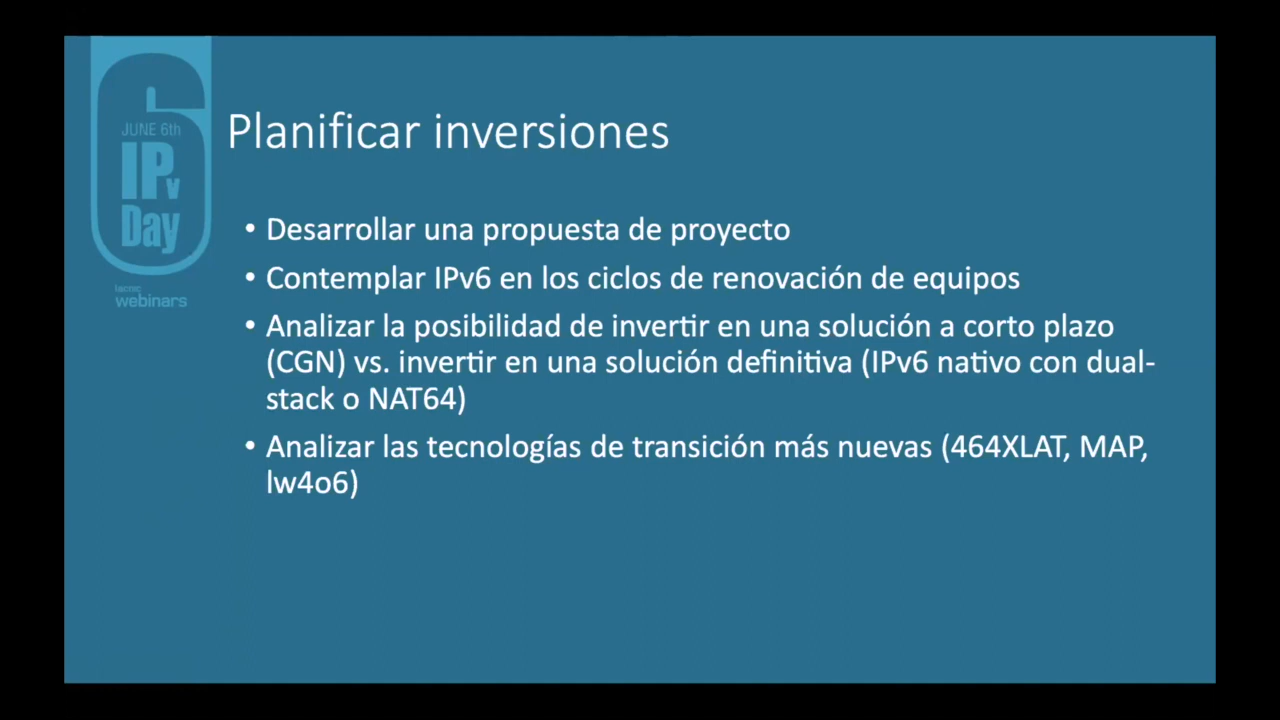 JUNE 6th
IPv
Day
lacnic
webinars
Planificar inversiones
• Desarrollar una propuesta de proyecto
• Contemplar IPv6 en los ciclos de renovación de equipos
• Analizar la posibilidad de invertir en una solución a corto plazo
(CGN) vs. invertir en una solución definitiva (IPv6 nativo con dual-
stack o NAT64)
• Analizar las tecnologías de transición más nuevas (464XLAT, MAP,
lw4o6)